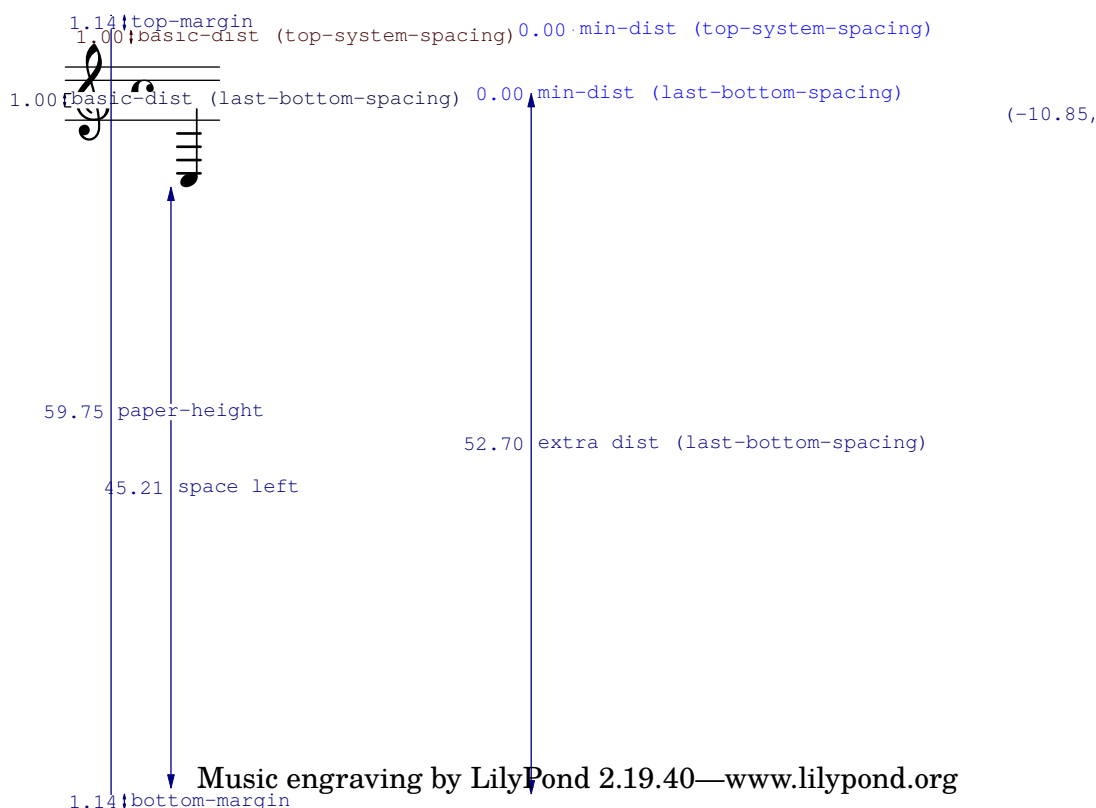 1.14 top-margin
1.00 basic-dist (top-system-spacing) 0.00 min-dist (top-system-spacing)
1.00 basic-dist (last-bottom-spacing) 0.00 min-dist (last-bottom-spacing)
(-10.85,
59.75 paper-height
52.70 extra dist (last-bottom-spacing)
45.21 space left
Music engraving by LilyPond 2.19.40—www.lilypond.org
1.14 bottom-margin